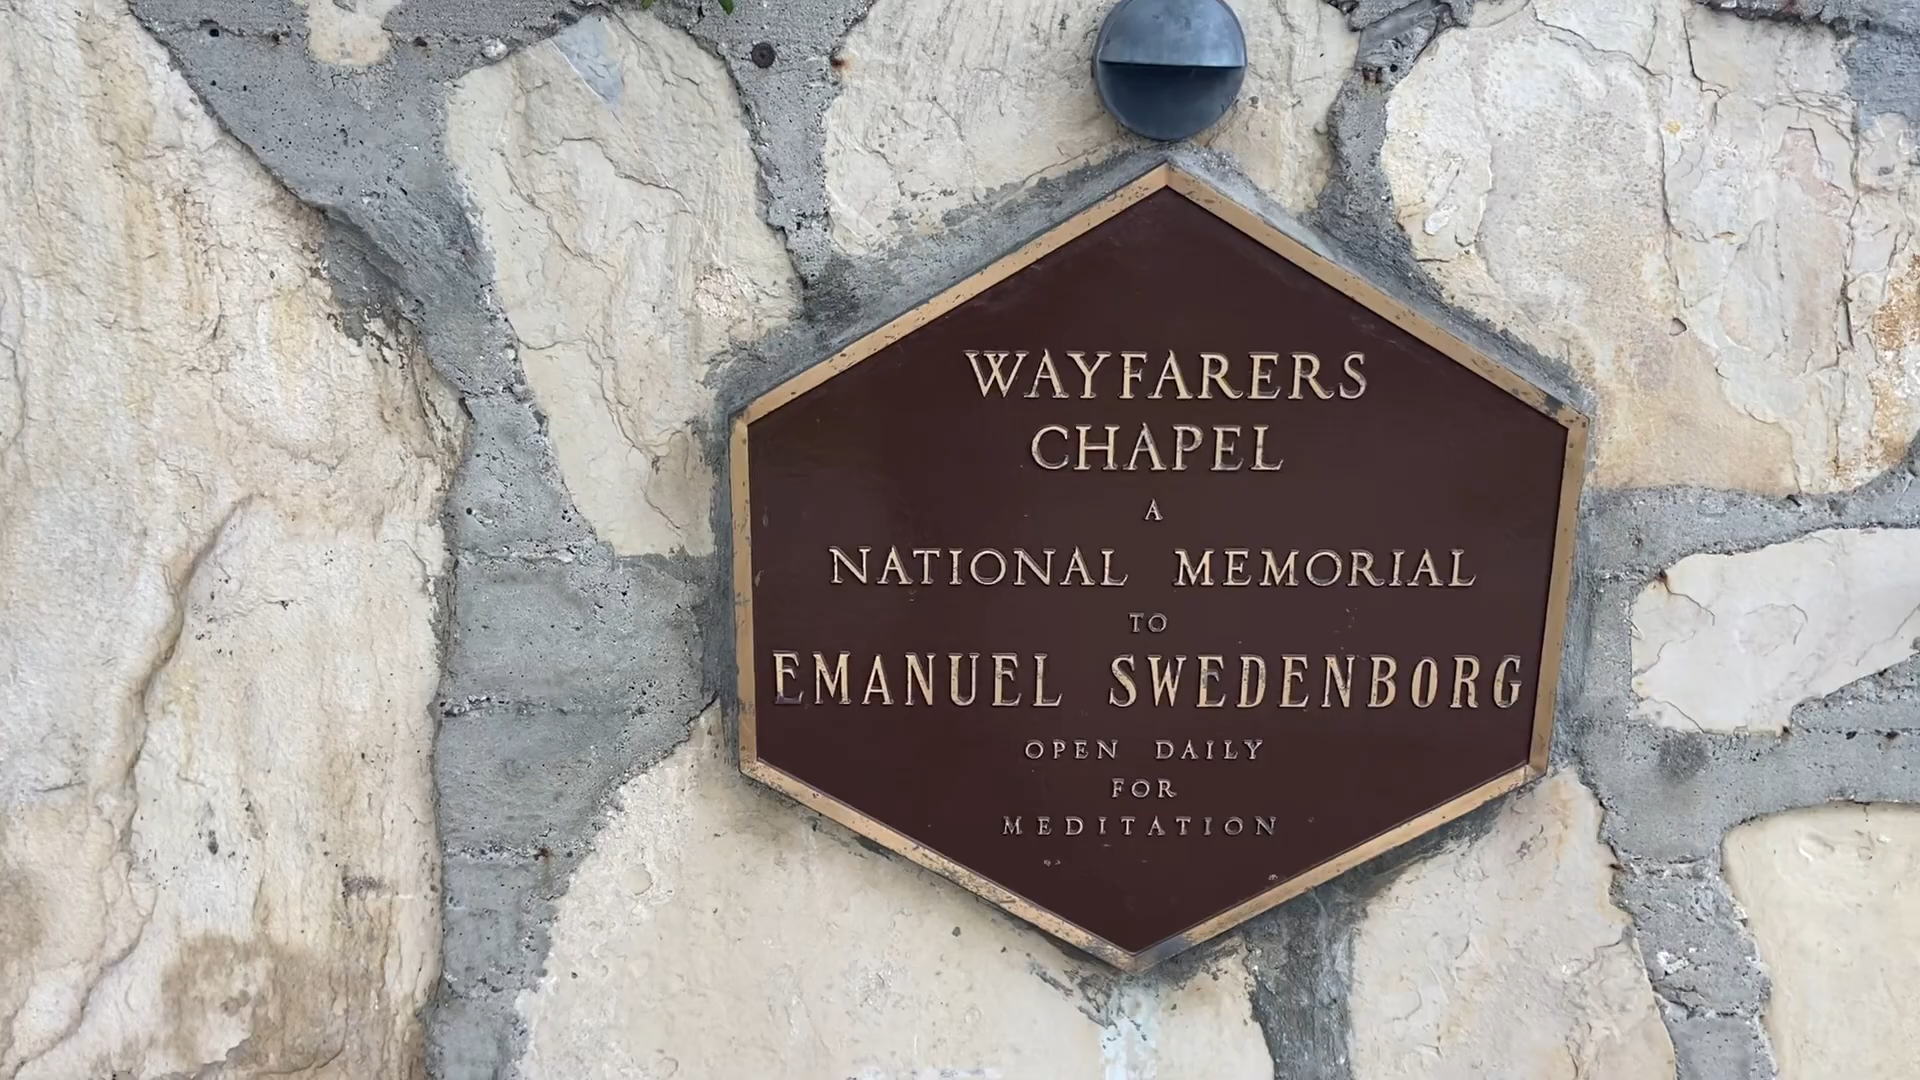 WAYFARERS
CHAPEL
A
NATIONAL MEMORIAL
TO
EMANUEL SWEDENBORG
OPEN DAILY
FOR
MEDITATION